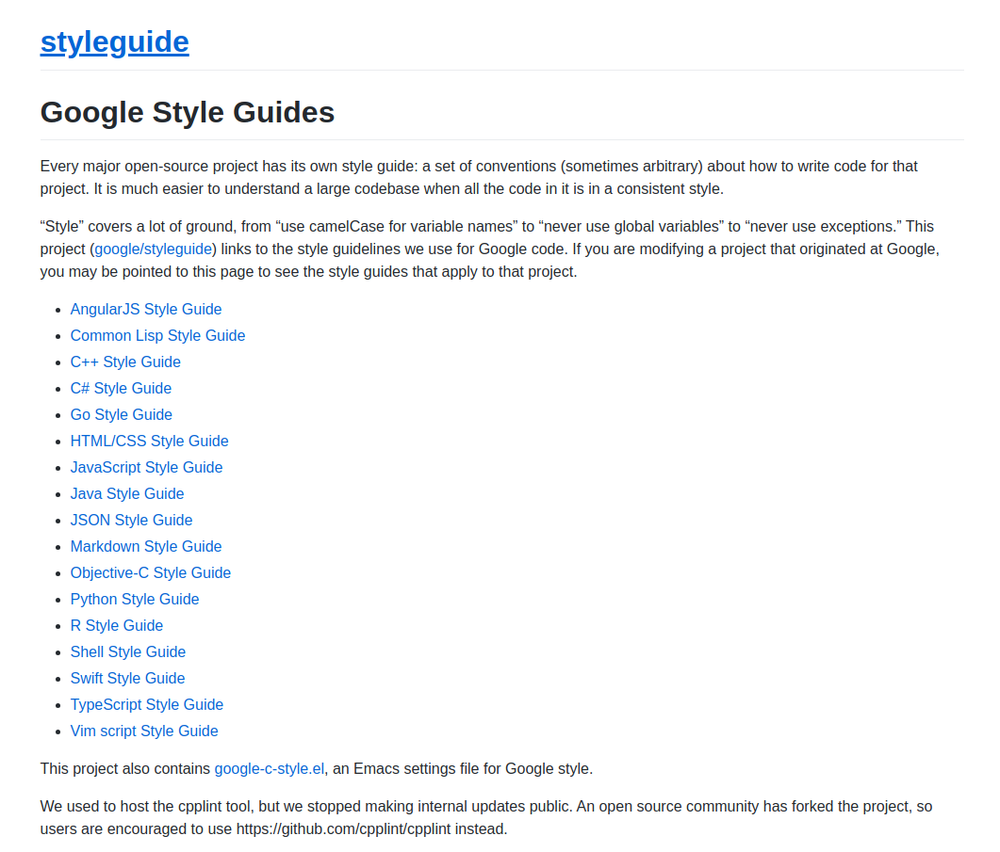 styleguide
Google Style Guides
Every major open-source project has its own style guide: a set of conventions (sometimes arbitrary) about how to write code for that
project. It is much easier to understand a large codebase when all the code in it is in a consistent style.
“Style” covers a lot of ground, from “use camelCase for variable names” to “never use global variables” to “never use exceptions.” This
project (google/styleguide) links to the style guidelines we use for Google code. If you are modifying a project that originated at Google,
you may be pointed to this page to see the style guides that apply to that project.
• AngularJS Style Guide
• Common Lisp Style Guide
• C++ Style Guide
• C# Style Guide
• Go Style Guide
• HTML/CSS Style Guide
• JavaScript Style Guide
• Java Style Guide
• JSON Style Guide
• Markdown Style Guide
• Objective-C Style Guide
• Python Style Guide
• R Style Guide
• Shell Style Guide
• Swift Style Guide
• TypeScript Style Guide
• Vim script Style Guide
This project also contains google-c-style.el, an Emacs settings file for Google style.
We used to host the cpplint tool, but we stopped making internal updates public. An open source community has forked the project, so
users are encouraged to use https://github.com/cpplint/cpplint instead.